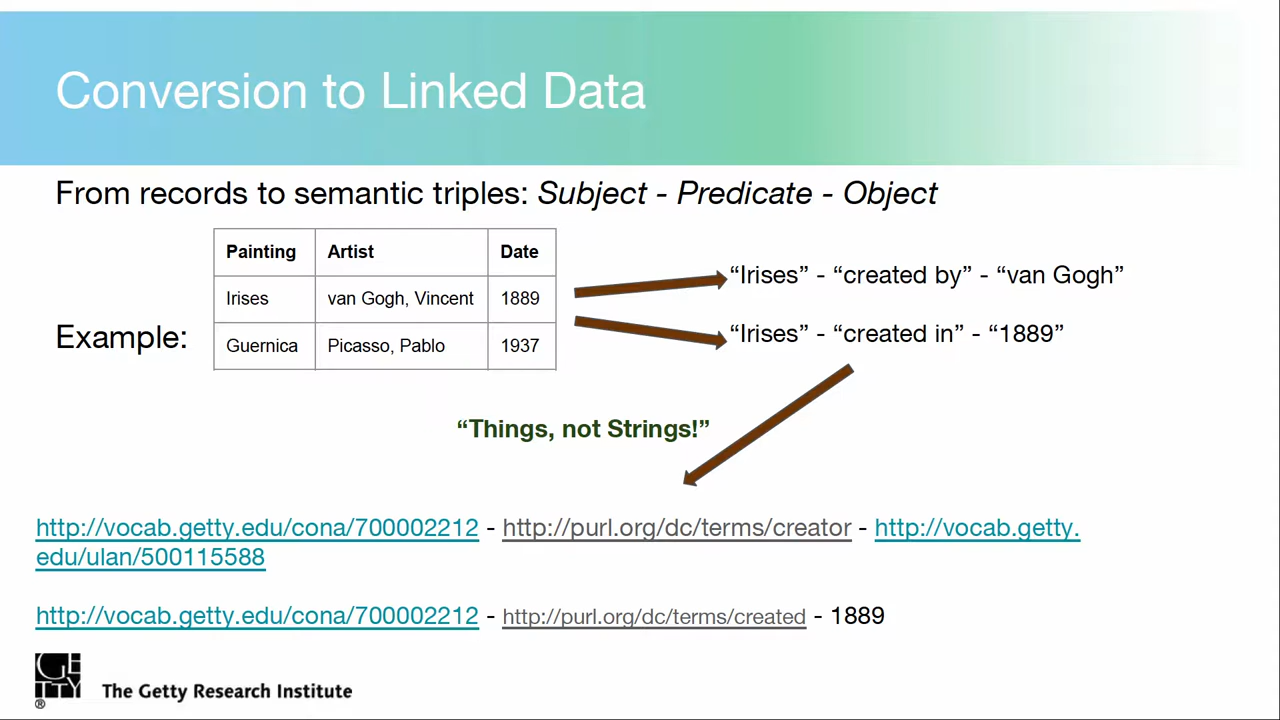 Conversion to Linked Data
From records to semantic triples: Subject - Predicate - Object
Example:
Painting Artist Date
Irises van Gogh, Vincent 1889
Guernica Picasso, Pablo 1937
“Irises” - “created by” - “van Gogh”
“Irises” - “created in” - “1889”
“Things, not Strings!”
http://vocab.getty.edu/cona/700002212 - http://purl.org/dc/terms/creator - http://vocab.getty.
edu/ulan/500115588
http://vocab.getty.edu/cona/700002212 - http://purl.org/dc/terms/created - 1889
GETTY
®
The Getty Research Institute